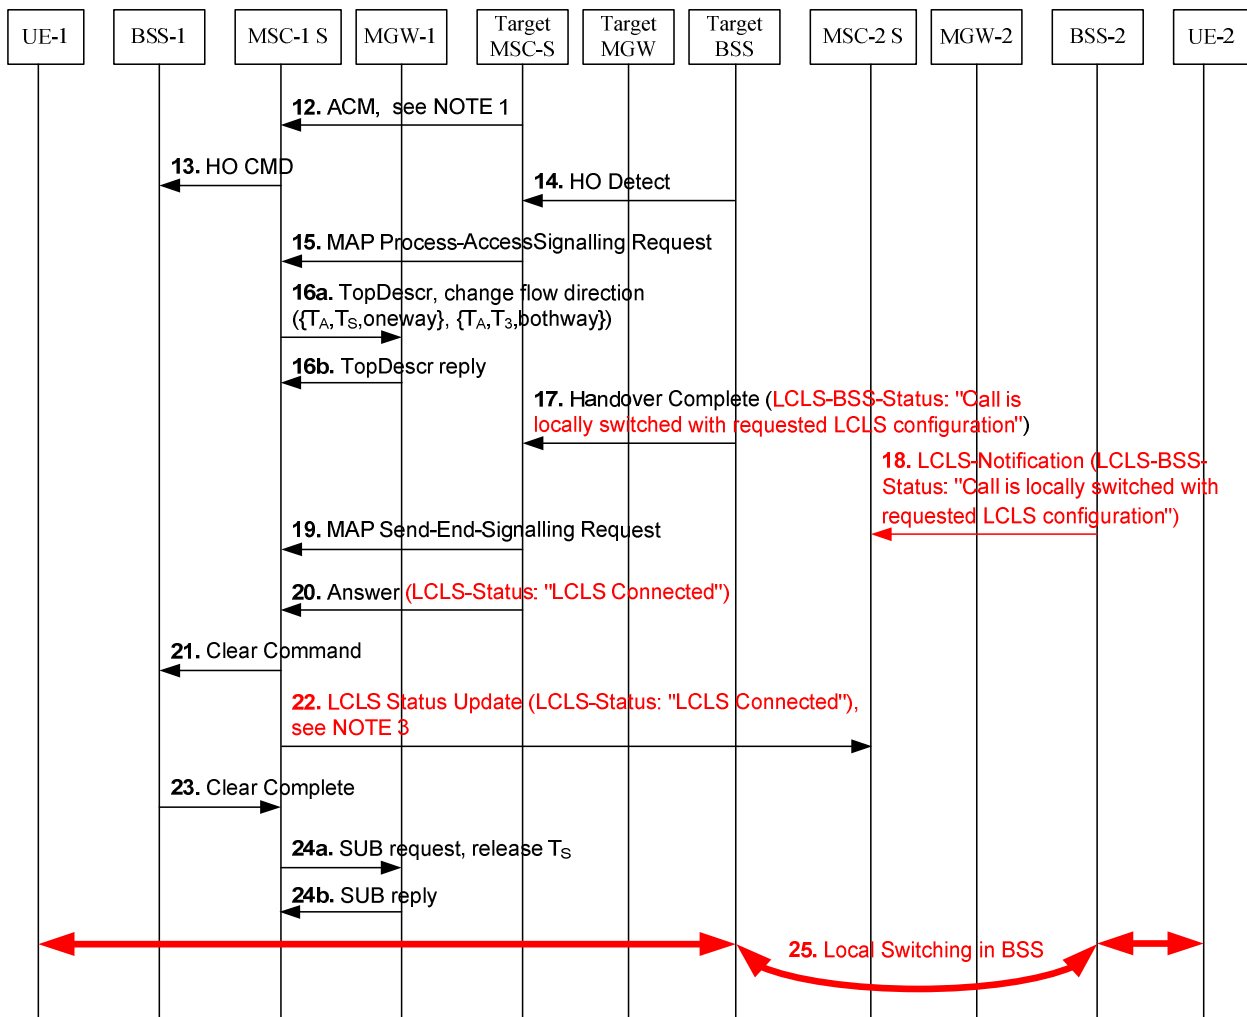 UE-1
BSS-1
MSC-1 S
MGW-1
Target
MSC-S
Target
MGW
Target
BSS
MSC-2 S
MGW-2
BSS-2
UE-2
12. ACM,  see NOTE 1
13. HO CMD
14. HO Detect
15. MAP Process-AccessSignalling Request
16a. TopDescr, change flow direction
({TA,TS,oneway}, {TA,T3,bothway})
16b. TopDescr reply
17. Handover Complete (LCLS-BSS-Status: "Call is
locally switched with requested LCLS configuration")
18. LCLS-Notification (LCLS-BSS-
Status: "Call is locally switched with
requested LCLS configuration")
19. MAP Send-End-Signalling Request
20. Answer (LCLS-Status: "LCLS Connected")
21. Clear Command
22. LCLS Status Update (LCLS-Status: "LCLS Connected"),
see NOTE 3
23. Clear Complete
24a. SUB request, release TS
24b. SUB reply
25. Local Switching in BSS